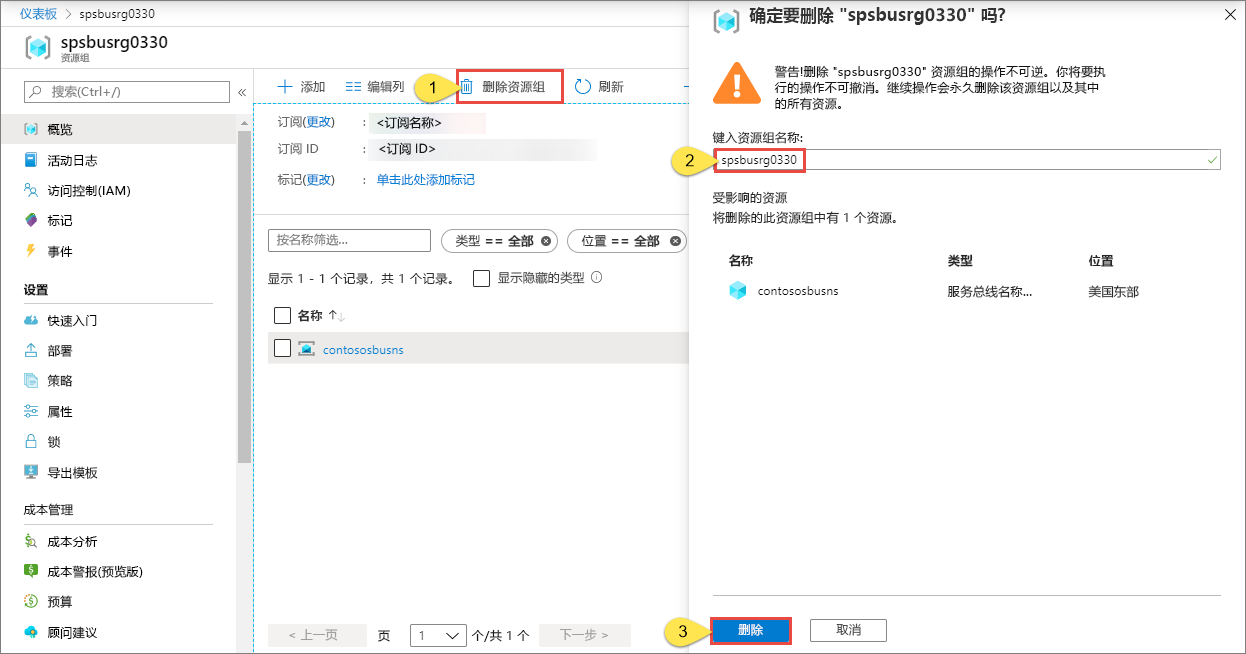 仪表板 > spsbusrg0330
spsbusrg0330
资源组
搜索(Ctrl+/)
«
概览
活动日志
访问控制(IAM)
标记
事件
设置
快速入门
部署
策略
属性
锁
导出模板
成本管理
成本分析
成本警报(预览版)
预算
顾问建议
添加
编辑列
1
删除资源组
刷新
订阅(更改) : <订阅名称>
订阅 ID : <订阅 ID>
标记(更改) : 单击此处添加标记
按名称筛选... 类型 == 全部 位置 == 全部
显示 1 - 1 个记录，共 1 个记录。 显示隐藏的类型
名称 ↑↓
contososbusns
< 上一页 页 1 个/共 1 个 下一步 >
确定要删除 "spsbusrg0330" 吗?
警告!删除 "spsbusrg0330" 资源组的操作不可逆。你将要执
行的操作不可撤消。继续操作会永久删除该资源组以及其中
的所有资源。
键入资源组名称:
2
spsbusrg0330
受影响的资源
将删除的此资源组中有 1 个资源。
名称 类型 位置
contososbusns 服务总线名称... 美国东部
3
删除 取消